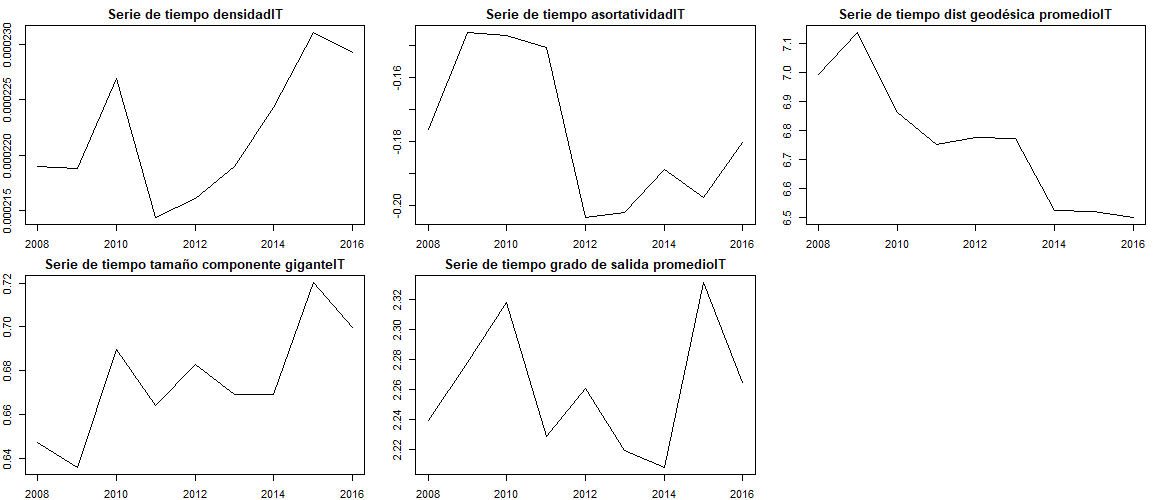 Serie de tiempo densidadIT
0.000230
0.000225
0.000220
0.000215
2008 2010 2012 2014 2016
Serie de tiempo asortatividadIT
-0.16
-0.18
-0.20
2008 2010 2012 2014 2016
Serie de tiempo dist geodésica promedioIT
7.1
7.0
6.9
6.8
6.7
6.6
6.5
2008 2010 2012 2014 2016
Serie de tiempo tamaño componente giganteIT
0.72
0.70
0.68
0.66
0.64
2008 2010 2012 2014 2016
Serie de tiempo grado de salida promedioIT
2.32
2.30
2.28
2.26
2.24
2.22
2008 2010 2012 2014 2016